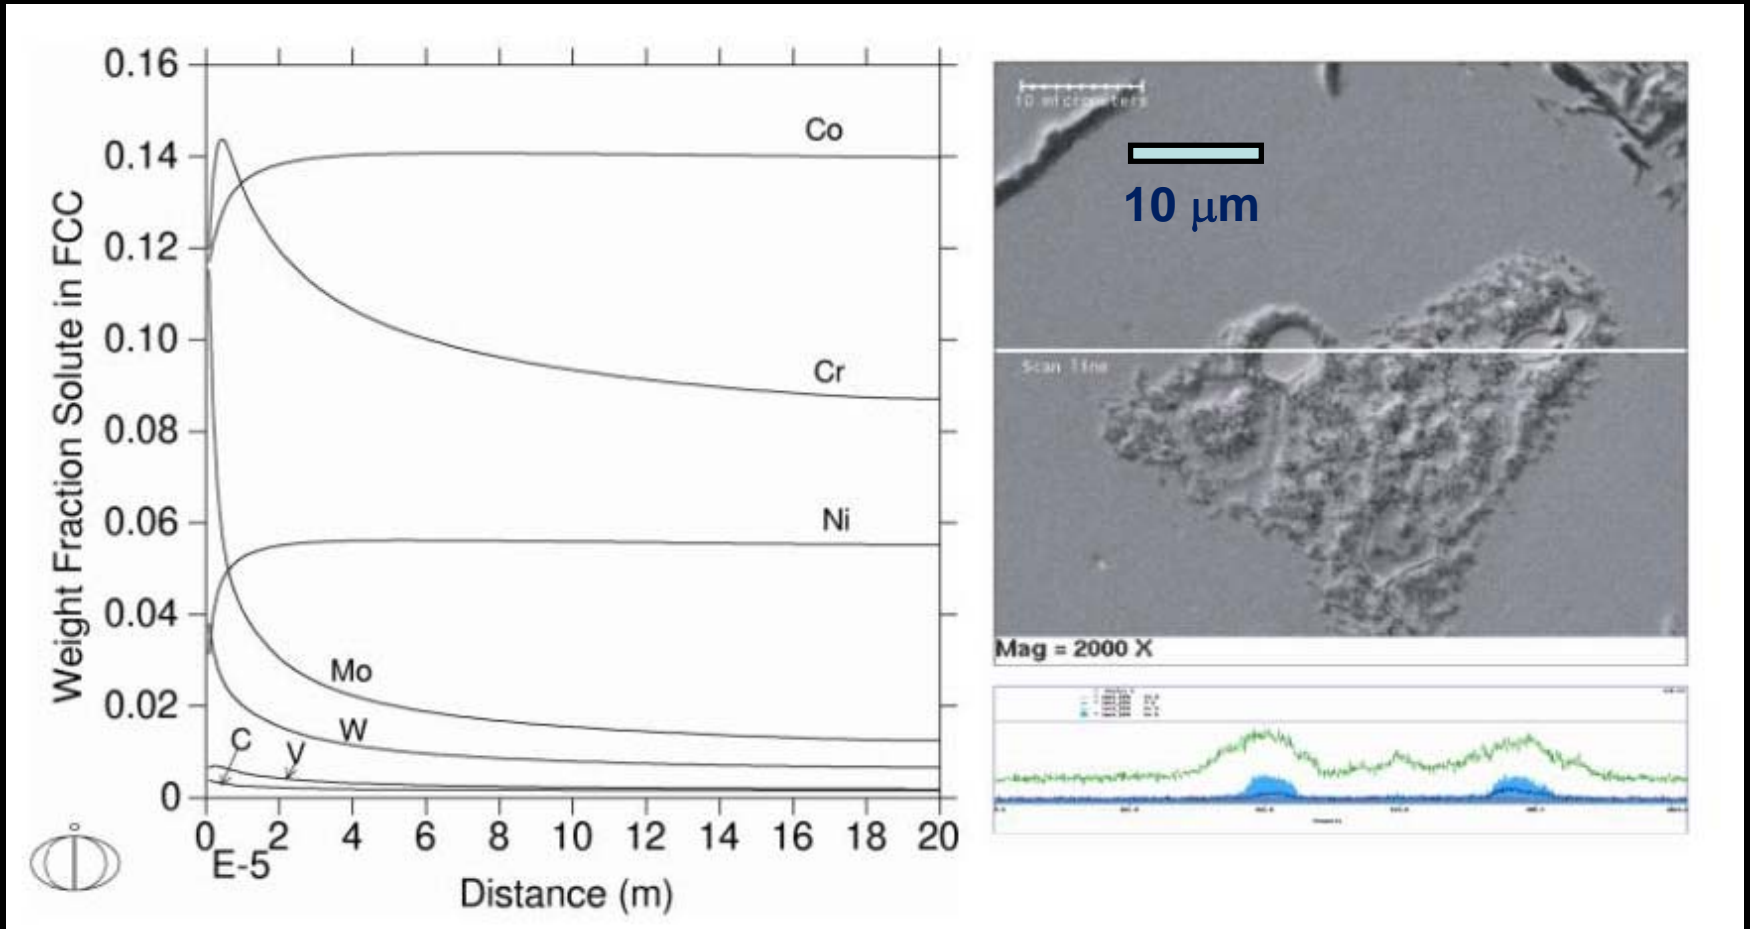 0.16
0.14
0.12
0.10
0.08
0.06
0.04
0.02
0
Weight Fraction Solute in FCC
Co
Cr
Ni
Mo
W
C
V
0 2 4 6 8 10 12 14 16 18 20
E-5
Distance (m)
10 micrometers
10 μm
Scan line
Mag = 2000 X